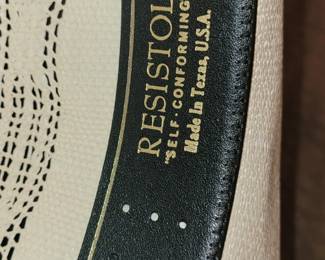 RESISTOL
"SELF-CONFORMING
Made In Texas, U.S.A.